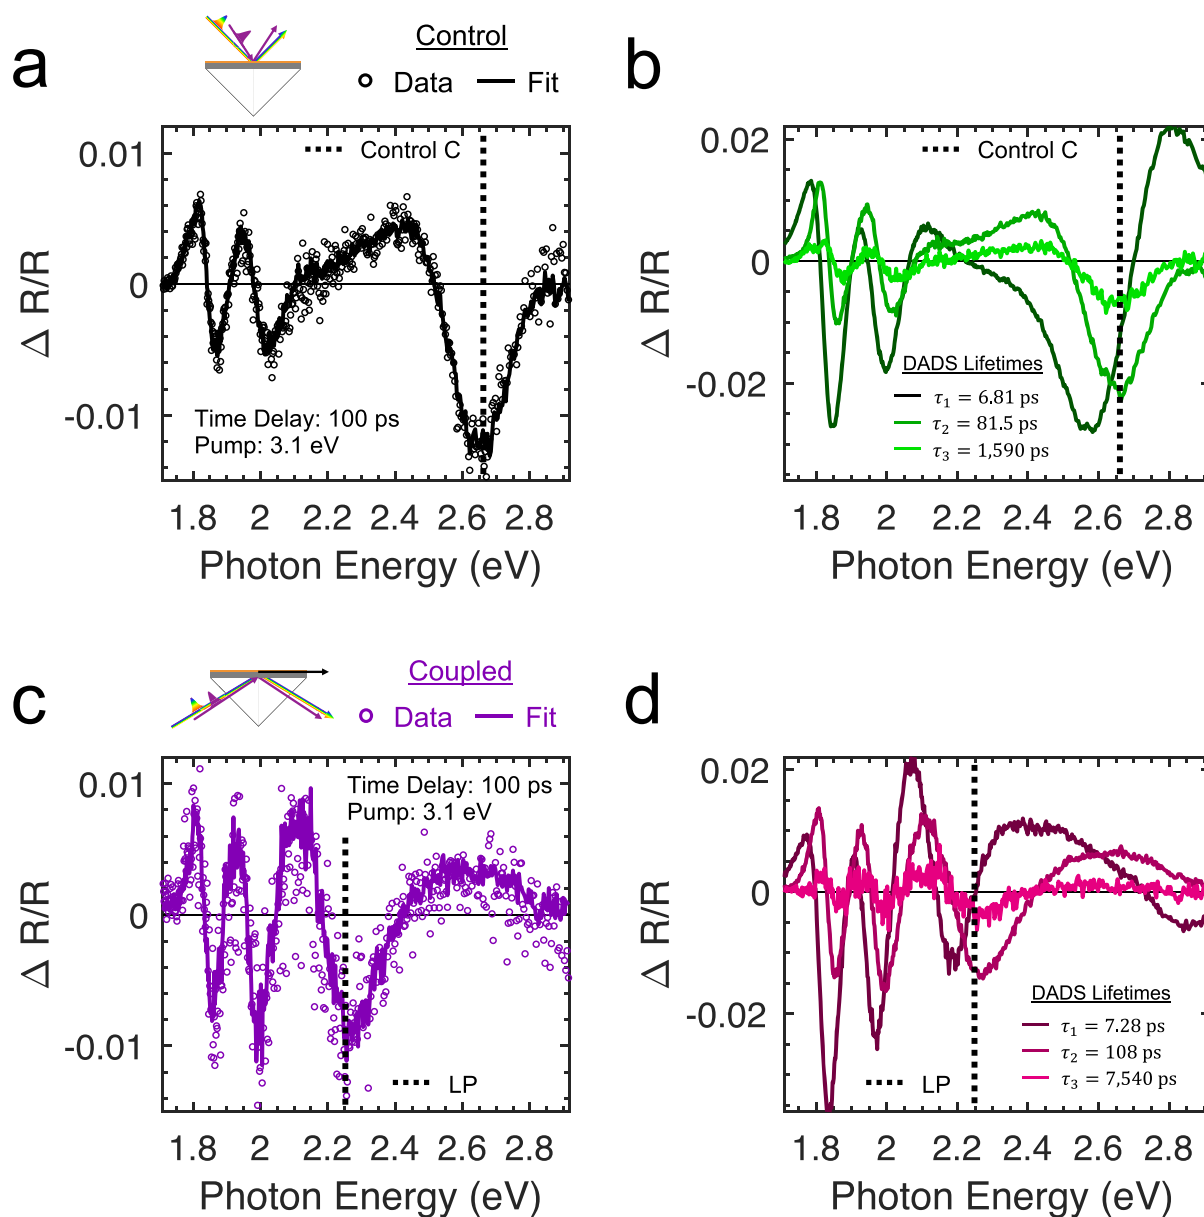 a
Control
Data
Fit
Control C
0.01
0
-0.01
Δ R/R
Time Delay: 100 ps
Pump: 3.1 eV
1.8
2
2.2
2.4
2.6
2.8
Photon Energy (eV)
b
Control C
0.02
0
-0.02
Δ R/R
DADS Lifetimes
τ₁ = 6.81 ps
τ₂ = 81.5 ps
τ₃ = 1,590 ps
1.8
2
2.2
2.4
2.6
2.8
Photon Energy (eV)
c
Coupled
Data
Fit
Time Delay: 100 ps
Pump: 3.1 eV
0.01
0
-0.01
Δ R/R
LP
1.8
2
2.2
2.4
2.6
2.8
Photon Energy (eV)
d
0.02
0
-0.02
Δ R/R
DADS Lifetimes
τ₁ = 7.28 ps
τ₂ = 108 ps
τ₃ = 7,540 ps
LP
1.8
2
2.2
2.4
2.6
2.8
Photon Energy (eV)